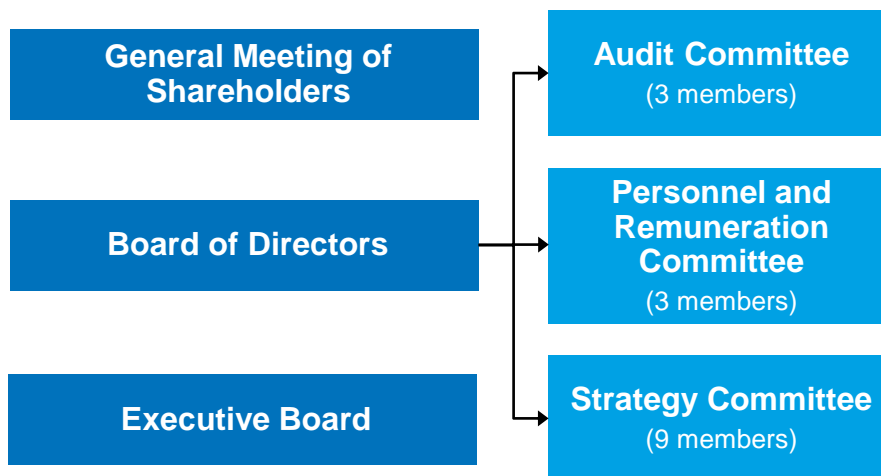 General Meeting of
Shareholders
Board of Directors
Executive Board
Audit Committee
(3 members)
Personnel and
Remuneration
Committee
(3 members)
Strategy Committee
(9 members)